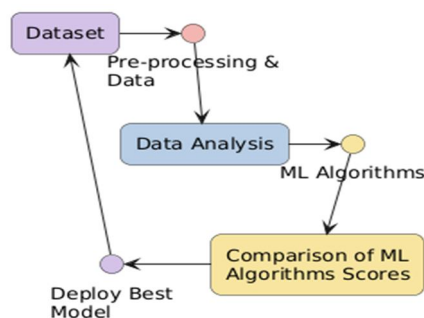 Dataset
Pre-processing &
Data
Data Analysis
ML Algorithms
Comparison of ML
Algorithms Scores
Deploy Best
Model